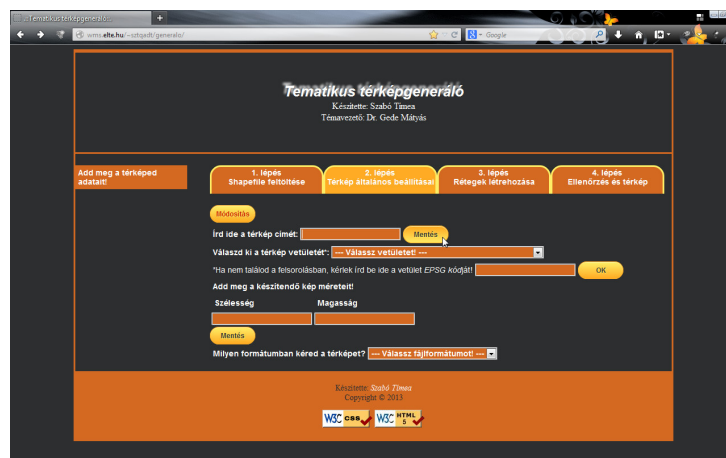 Tematikus térképgeneráló
wms.elte.hu/~sztqadt/generalo/
Google
Tematikus térképgeneráló
Készítette: Szabó Timea
Témavezető: Dr. Gede Mátyás
Add meg a térképed
adatait!
1. lépés
Shapefile feltöltése
2. lépés
Térkép általános beállításai
3. lépés
Rétegek létrehozása
4. lépés
Ellenőrzés és térkép
Módosítás
Írd ide a térkép címét:
Mentés
Válaszd ki a térkép vetületét*:
--- Válassz vetületet! ---
*Ha nem találod a felsorolásban, kérlek írd be ide a vetület EPSG kódját!
OK
Add meg a készítendő kép méreteit!
Szélesség Magasság
Mentés
Milyen formátumban kéred a térképet?
--- Válassz fájlformátumot! ---
Készítette: Szabó Timea
Copyright © 2013
W3C css
W3C HTML 5